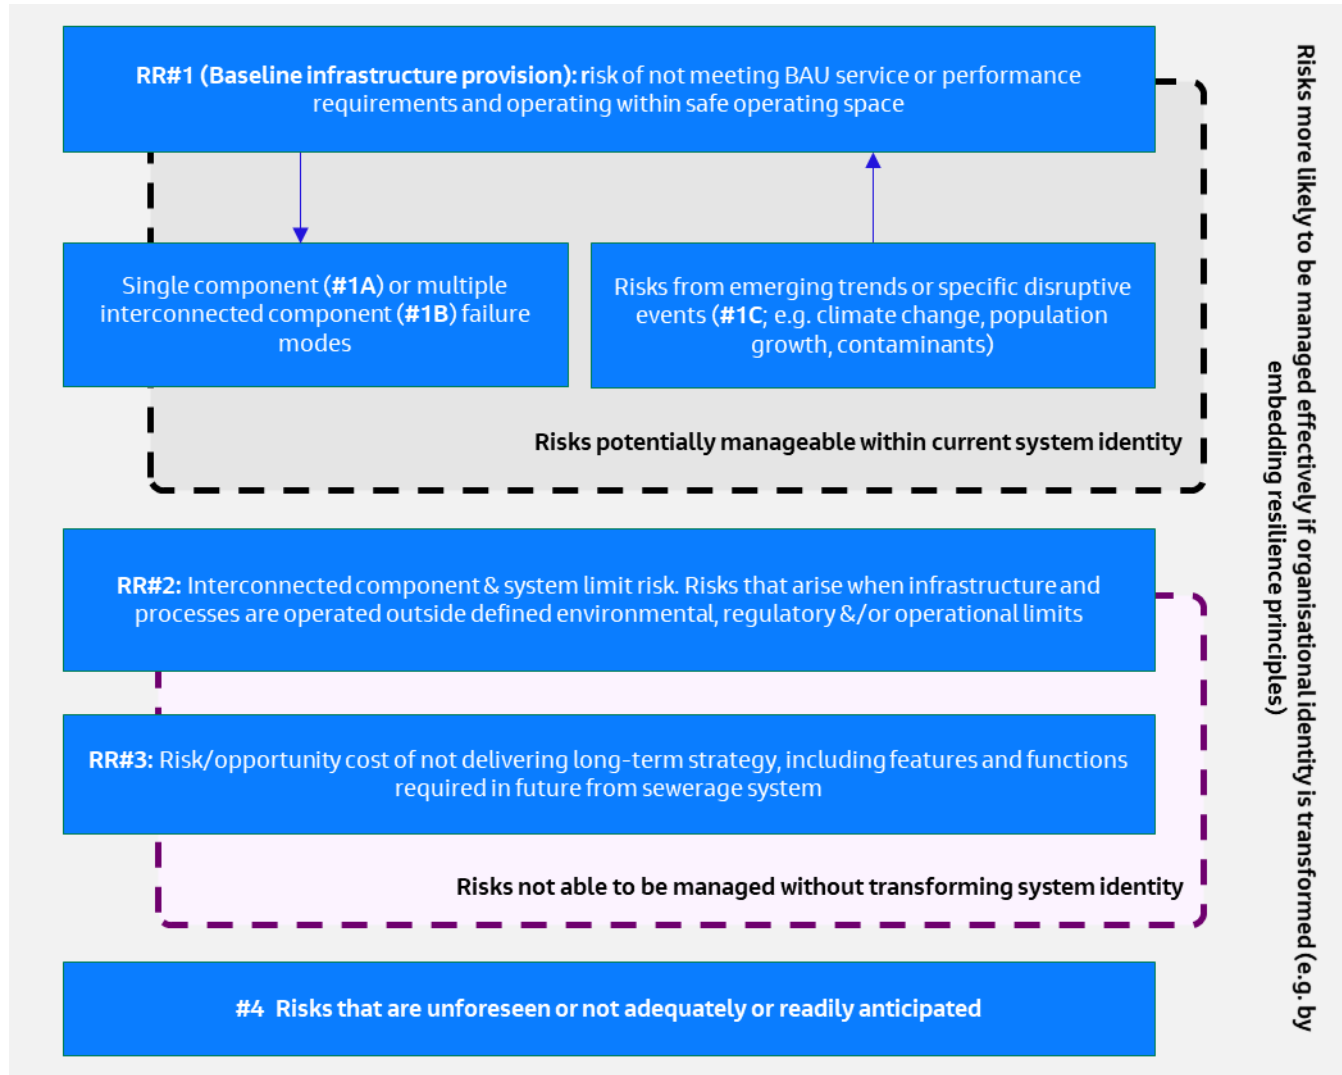 RR#1 (Baseline infrastructure provision): risk of not meeting BAU service or performance
requirements and operating within safe operating space
Single component (#1A) or multiple
interconnected component (#1B) failure
modes
Risks from emerging trends or specific disruptive
events (#1C; e.g. climate change, population
growth, contaminants)
Risks potentially manageable within current system identity
RR#2: Interconnected component & system limit risk. Risks that arise when infrastructure and
processes are operated outside defined environmental, regulatory &/or operational limits
RR#3: Risk/opportunity cost of not delivering long-term strategy, including features and functions
required in future from sewerage system
Risks not able to be managed without transforming system identity
#4 Risks that are unforeseen or not adequately or readily anticipated
Risks more likely to be managed effectively if organisational identity is transformed (e.g. by
embedding resilience principles)